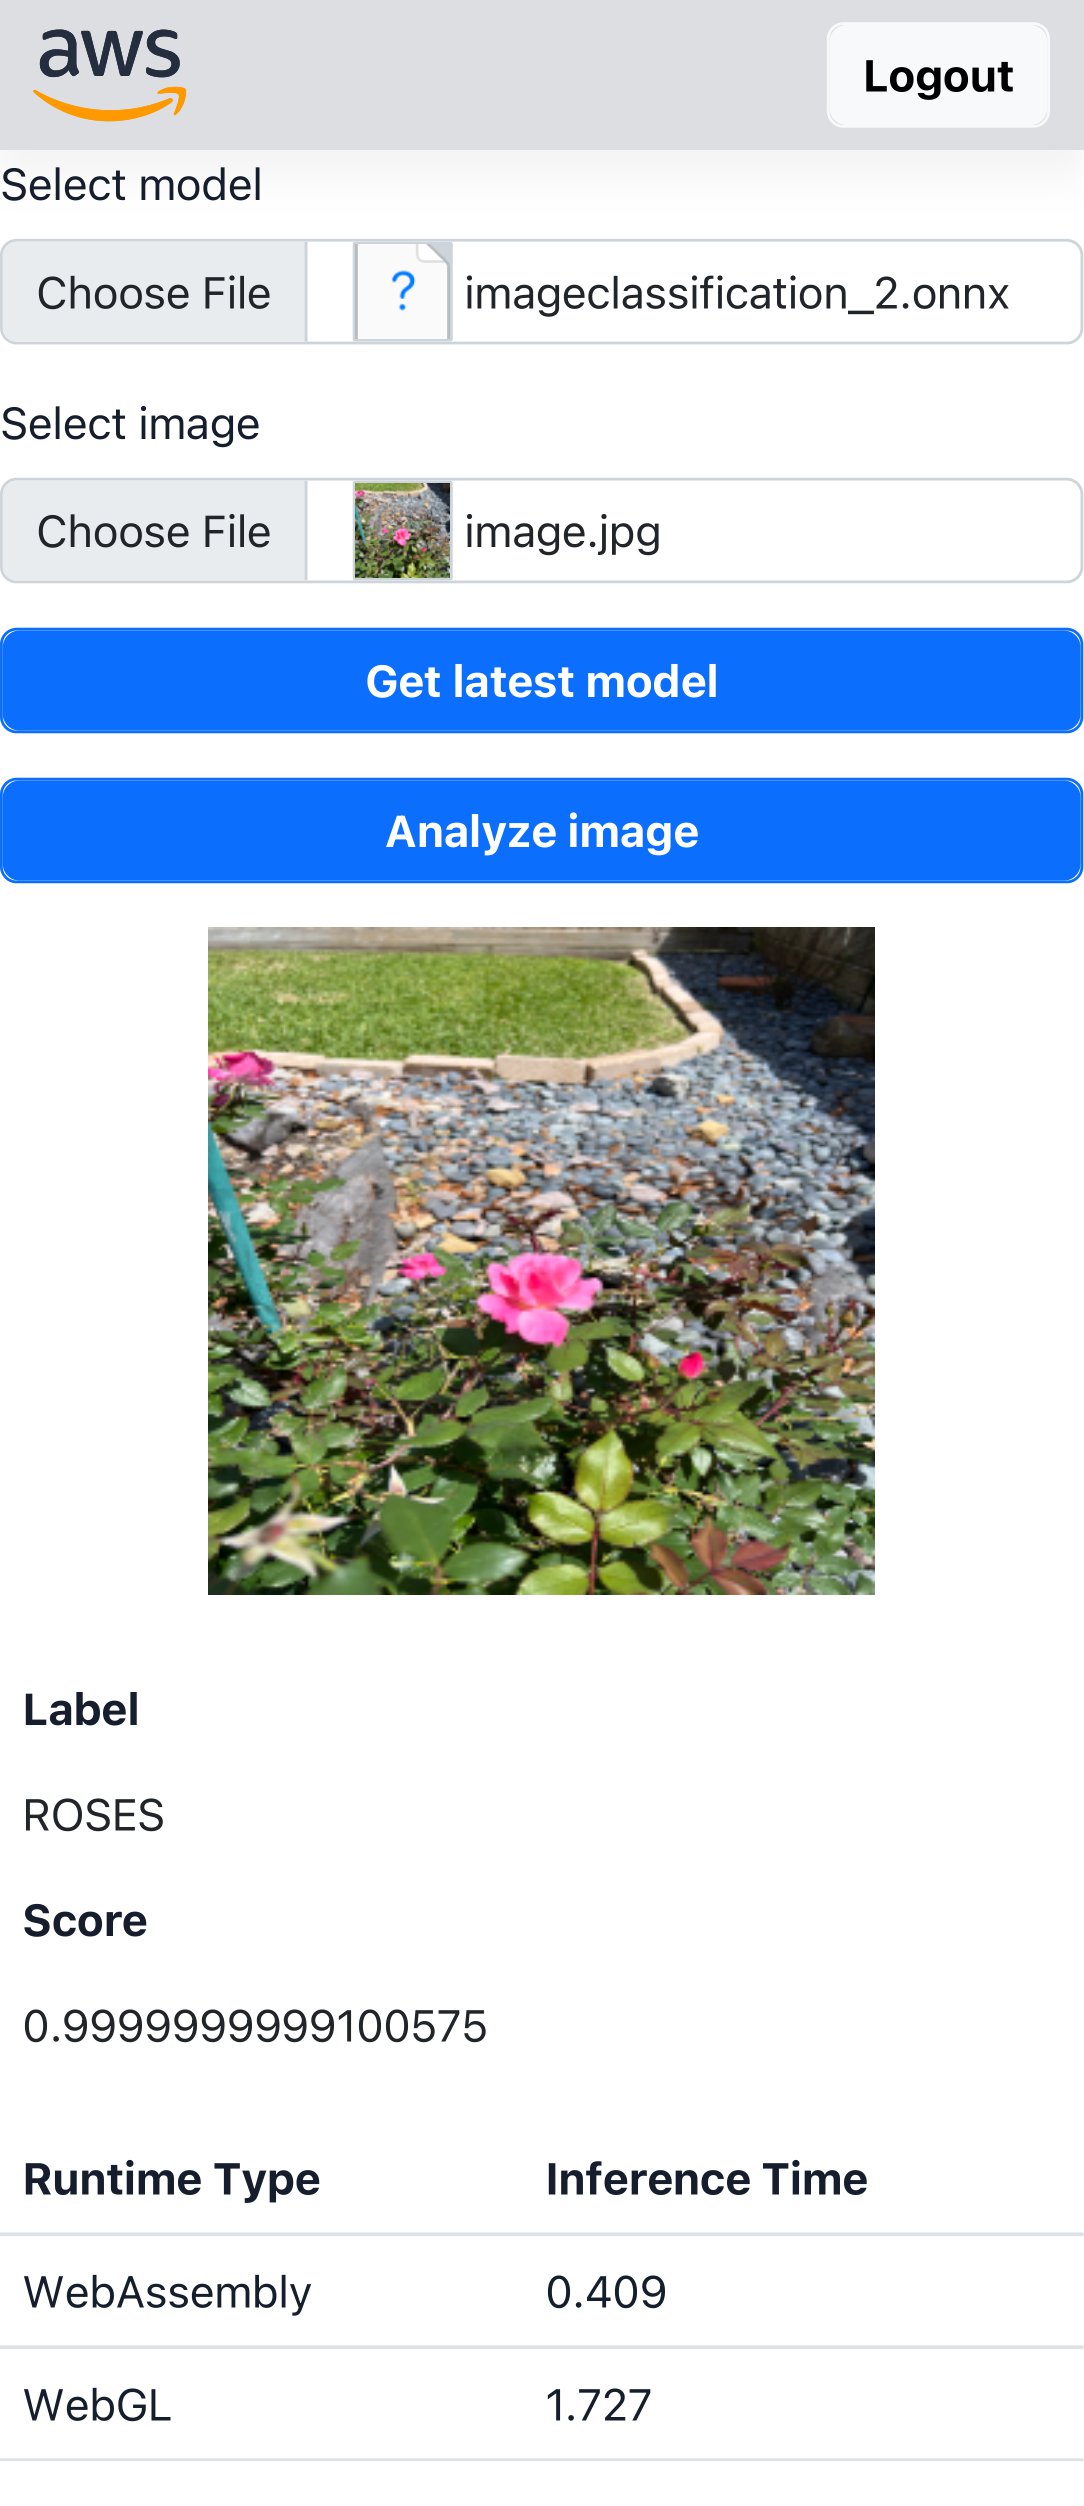 aws
Logout
Select model
Choose File ? imageclassification_2.onnx
Select image
Choose File image.jpg
Get latest model
Analyze image
Label
ROSES
Score
0.9999999999100575
Runtime Type Inference Time
WebAssembly 0.409
WebGL 1.727